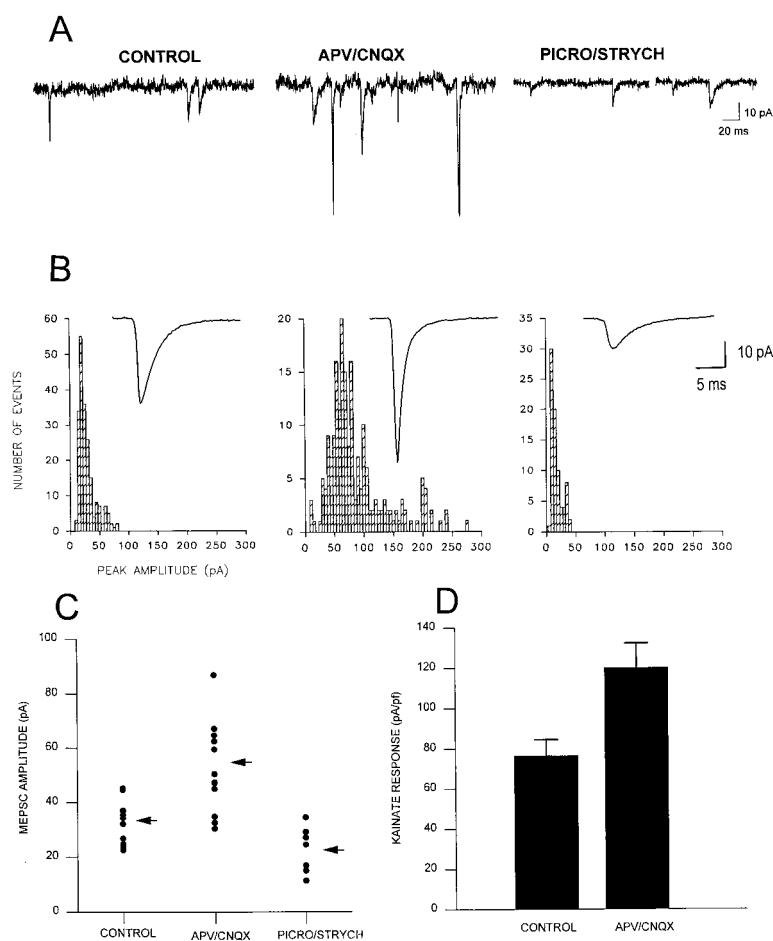 A
CONTROL
APV/CNQX
PICRO/STRYCH
10 pA
20 ms
B
NUMBER OF EVENTS
60
50
40
30
20
10
0
0 50 100 150 200 250 300
20
15
10
5
0
0 50 100 150 200 250 300
35
30
25
20
15
10
5
0
0 50 100 150 200 250 300
10 pA
5 ms
PEAK AMPLITUDE (pA)
C
MEPSC AMPLITUDE (pA)
100
80
60
40
20
0
CONTROL APV/CNQX PICRO/STRYCH
D
KAINATE RESPONSE (pA/pf)
140
120
100
80
60
40
20
0
CONTROL APV/CNQX